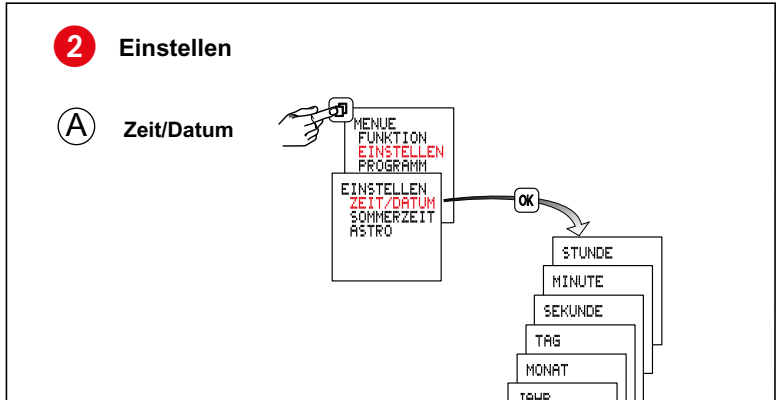 2 Einstellen
A Zeit/Datum
MENUE
FUNKTION
EINSTELLEN
PROGRAMM
EINSTELLEN
ZEIT/DATUM
SOMMERZEIT
ASTRO
OK
STUNDE
MINUTE
SEKUNDE
TAG
MONAT
JAHR